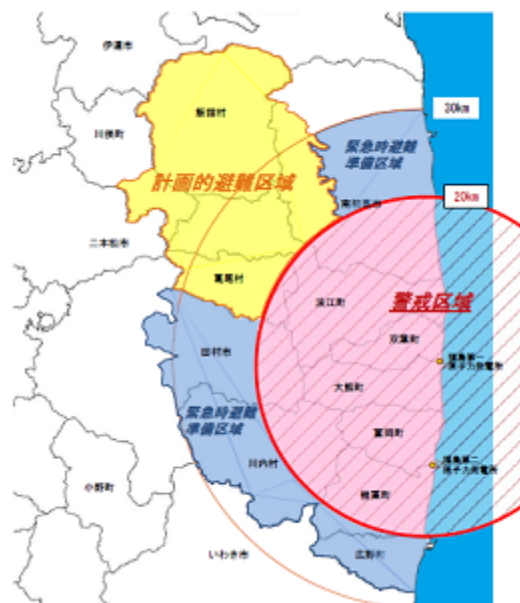 伊達市
飯舘村
川俣町
30km
緊急時避難
準備区域
計画的避難区域
20km
南相馬市
二本松市
葛尾村
浪江町
警戒区域
双葉町
田村市
福島第一
原子力発電所
大熊町
緊急時避難
準備区域
富岡町
川内村
福島第二
原子力発電所
小野町
楢葉町
いわき市
広野町